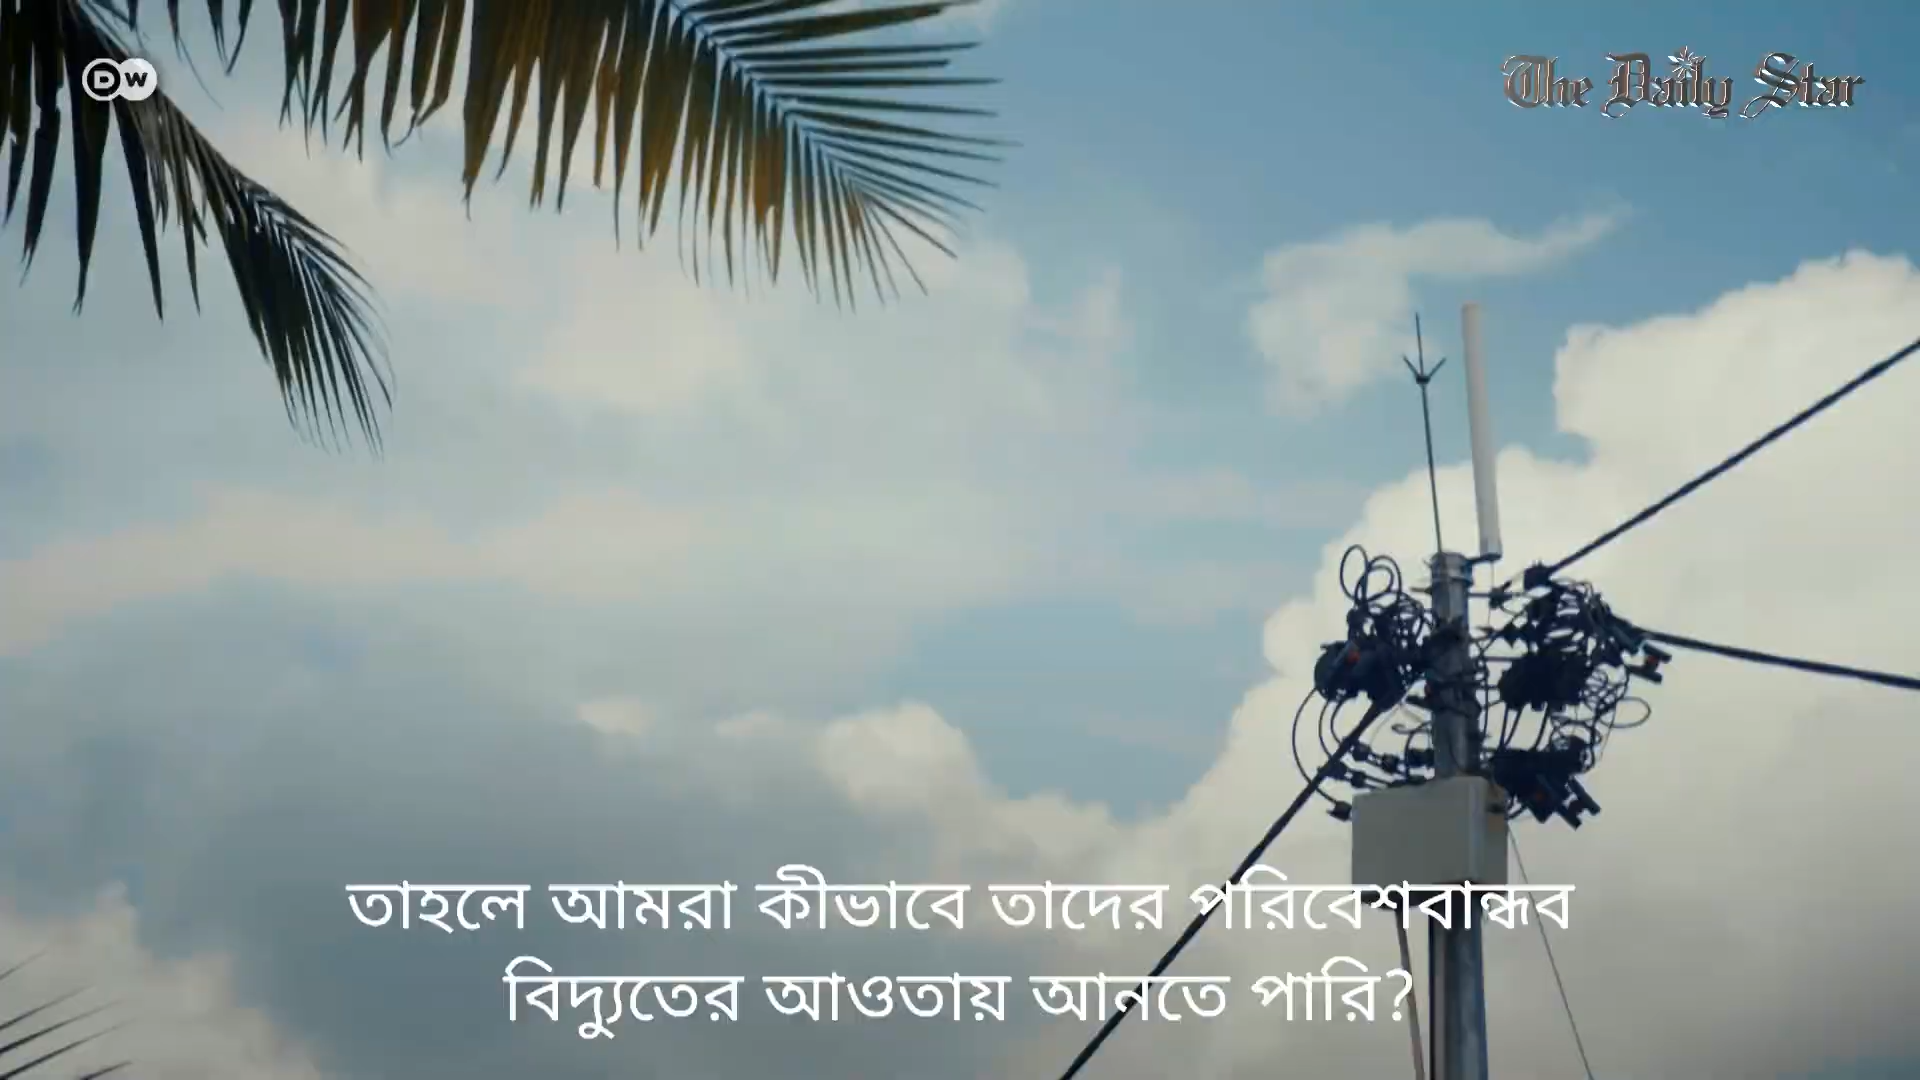 DW
The Daily Star
তাহলে আমরা কীভাবে তাদের পরিবেশবান্ধব
বিদ্যুতের আওতায় আনতে পারি?